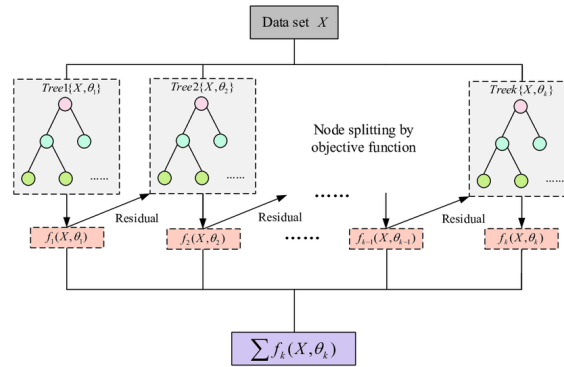 Data set X
Tree1{X,θ₁}
Tree2{X,θ₂}
Treek{X,θₖ}
Node splitting by
objective function
......
......
......
......
Residual
Residual
Residual
f₁(X,θ₁)
f₂(X,θ₂)
......
fₖ₋₁(X,θₖ₋₁)
fₖ(X,θₖ)
∑fₖ(X,θₖ)